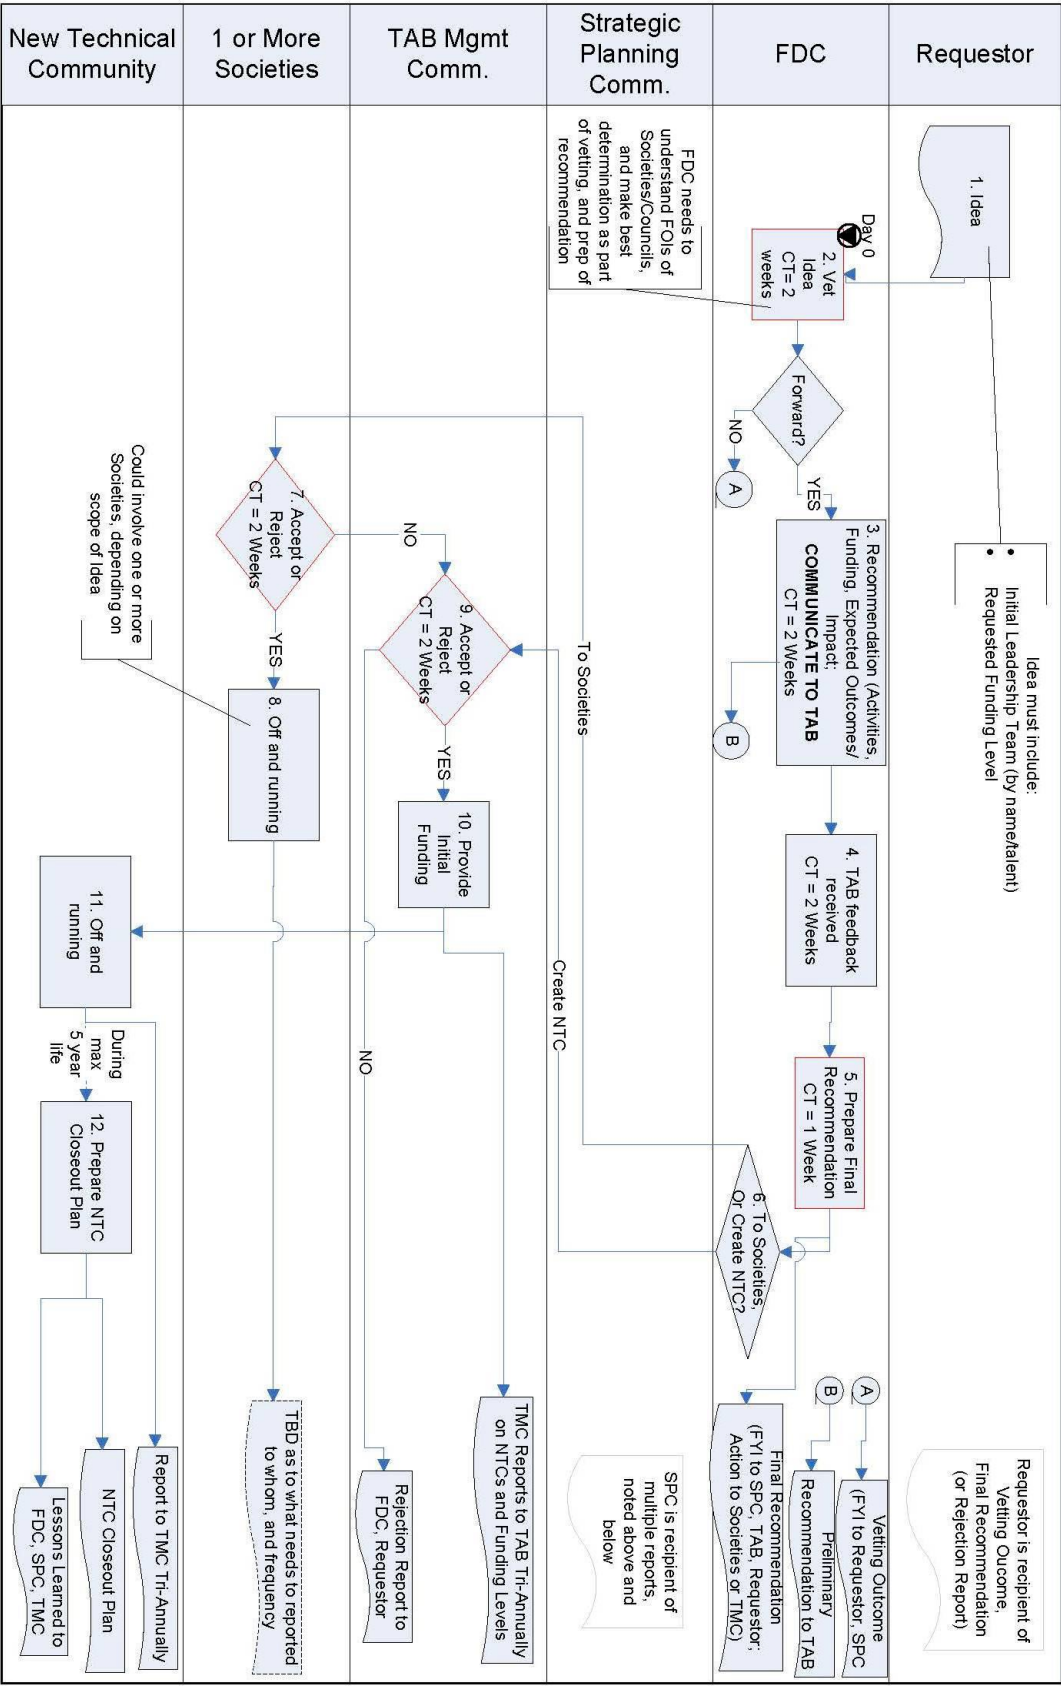 New Technical
Community
1 or More
Societies
TAB Mgmt
Comm.
Strategic
Planning
Comm.
FDC
Requestor
1. Idea
Idea must include:
• Initial Leadership Team (by name/talent)
• Requested Funding Level
Requestor is recipient of
Vetting Oucome,
Final Recommendation
(or Rejection Report)
Day 0
2. Vet
Idea
CT= 2
weeks
Forward?
NO
A
YES
3. Recommendation (Activities,
Funding, Expected Outcomes/
Impact;
COMMUNICATE TO TAB
CT = 2 Weeks
B
4. TAB feedback
received
CT = 2 Weeks
5. Prepare Final
Recommendation
CT = 1 Week
6. To Societies,
Or Create NTC?
A
Vetting Outcome
(FYI to Requestor, SPC
B
Preliminary
Recommendation to TAB
Final Recommendation
(FYI to SPC, TAB, Requestor;
Action to Societies or TMC)
FDC needs to
understand FOIs of
Societies/Councils,
and make best
determination as part
of vetting, and prep of
recommendation
To Societies
Create NTC
SPC is recipient of
multiple reports,
noted above and
below
NO
9. Accept or
Reject
CT = 2 Weeks
YES
10. Provide
Initial
Funding
NO
TMC Reports to TAB Tri-Annually
on NTCs and Funding Levels
Rejection Report to
FDC, Requestor
7. Accept or
Reject
CT = 2 Weeks
YES
8. Off and running
TBD as to what needs to reported
to whom, and frequency
Could involve one or more
Societies, depending on
scope of Idea
11. Off and
running
During
max
5 year
life
12. Prepare NTC
Closeout Plan
Report to TMC Tri-Annually
NTC Closeout Plan
Lessons Learned to
FDC, SPC, TMC